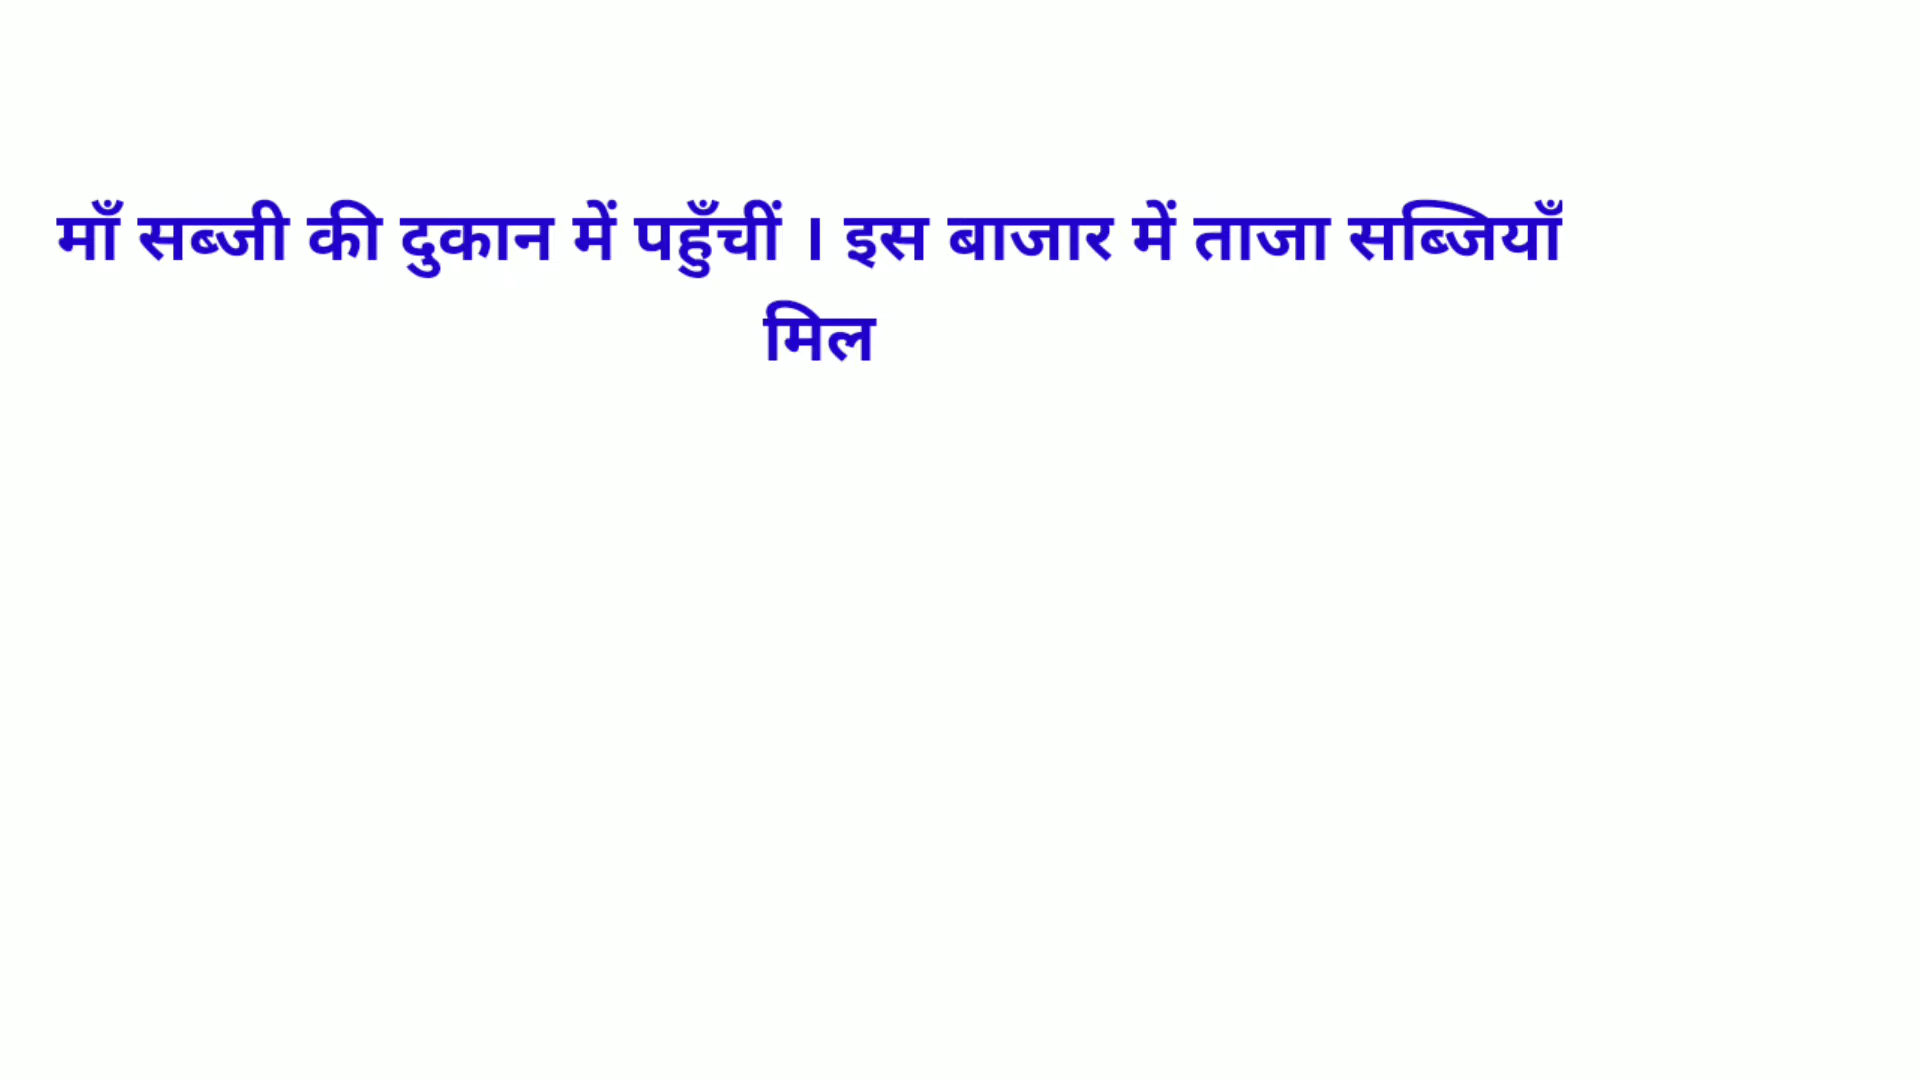 माँ सब्जी की दुकान में पहुँचीं । इस बाजार में ताजा सब्जियाँ
मिल